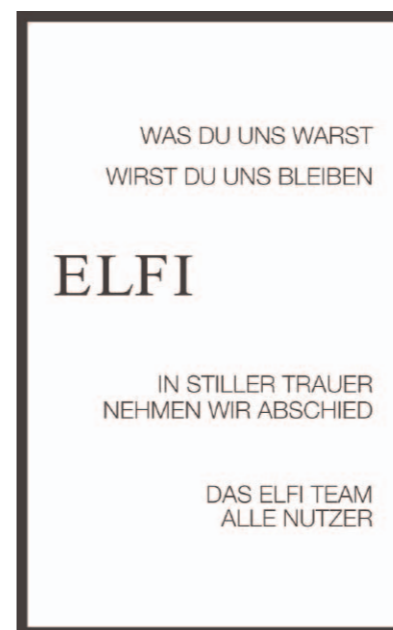 WAS DU UNS WARST
WIRST DU UNS BLEIBEN
ELFI
IN STILLER TRAUER
NEHMEN WIR ABSCHIED
DAS ELFI TEAM
ALLE NUTZER